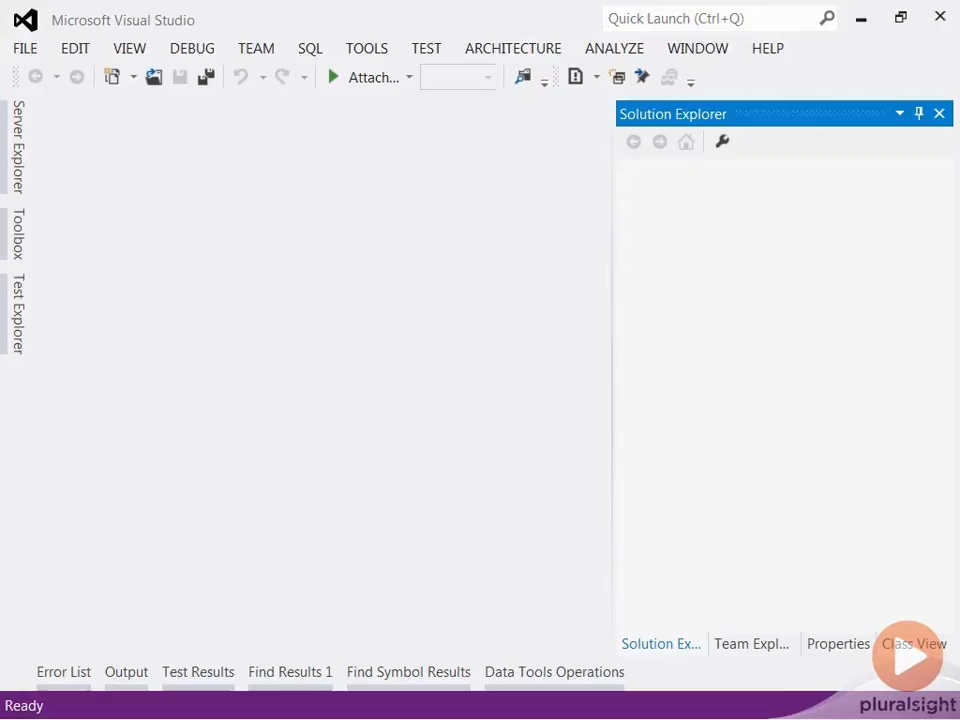 Microsoft Visual Studio
Quick Launch (Ctrl+Q)
FILE EDIT VIEW DEBUG TEAM SQL TOOLS TEST ARCHITECTURE ANALYZE WINDOW HELP
Attach...
Server Explorer
Toolbox
Test Explorer
Solution Explorer
Solution Ex... Team Expl... Properties Class View
Error List Output Test Results Find Results 1 Find Symbol Results Data Tools Operations
Ready
pluralsight